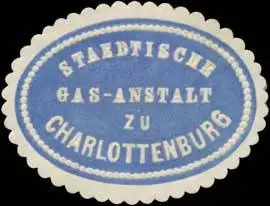 STAEDTISCHE
GAS-ANSTALT
ZU
CHARLOTTENBURG